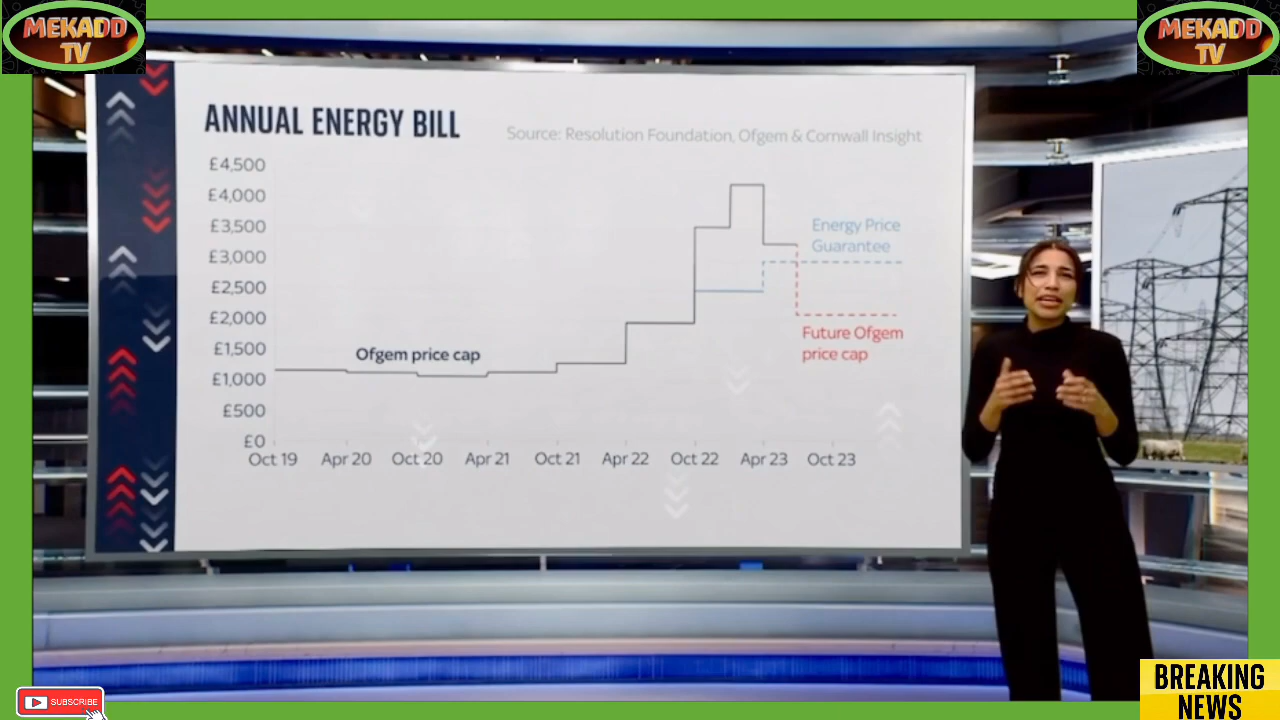 MEKADD
TV
MEKADD
TV
ANNUAL ENERGY BILL
Source: Resolution Foundation, Ofgem & Cornwall Insight
£4,500
£4,000
£3,500
£3,000
£2,500
£2,000
£1,500
£1,000
£500
£0
Energy Price
Guarantee
Future Ofgem
price cap
Ofgem price cap
Oct 19 Apr 20 Oct 20 Apr 21 Oct 21 Apr 22 Oct 22 Apr 23 Oct 23
SUBSCRIBE
BREAKING
NEWS